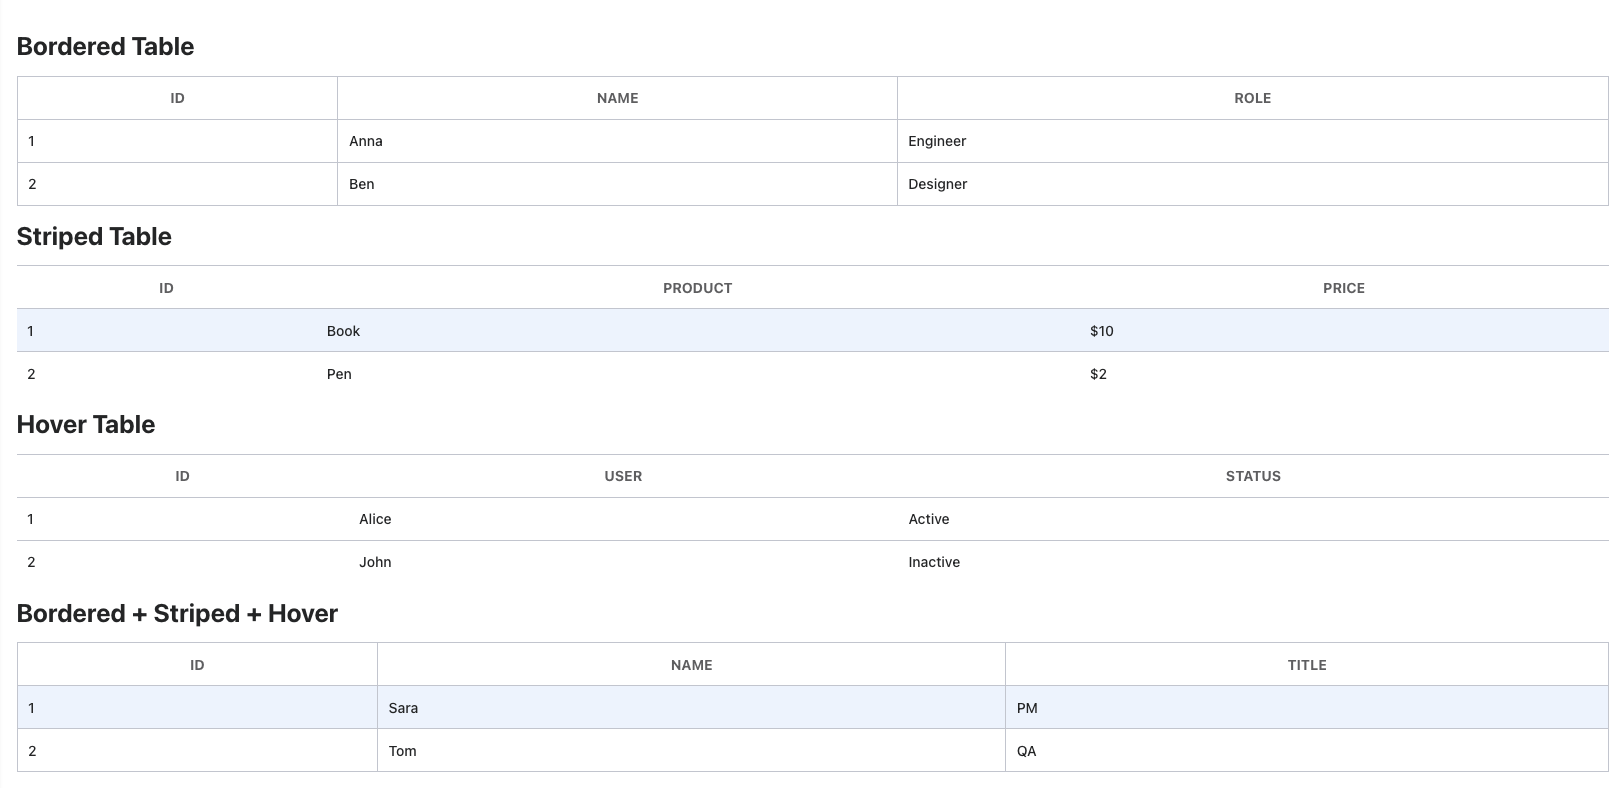 Bordered Table
ID NAME ROLE
1 Anna Engineer
2 Ben Designer
Striped Table
ID PRODUCT PRICE
1 Book $10
2 Pen $2
Hover Table
ID USER STATUS
1 Alice Active
2 John Inactive
Bordered + Striped + Hover
ID NAME TITLE
1 Sara PM
2 Tom QA